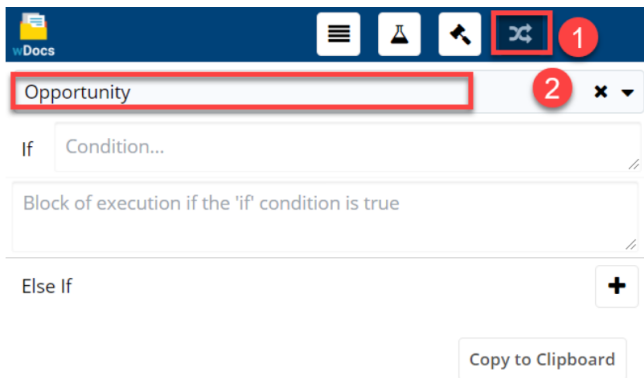 wDocs
1
Opportunity
2
If Condition...
Block of execution if the 'if' condition is true
Else If
Copy to Clipboard